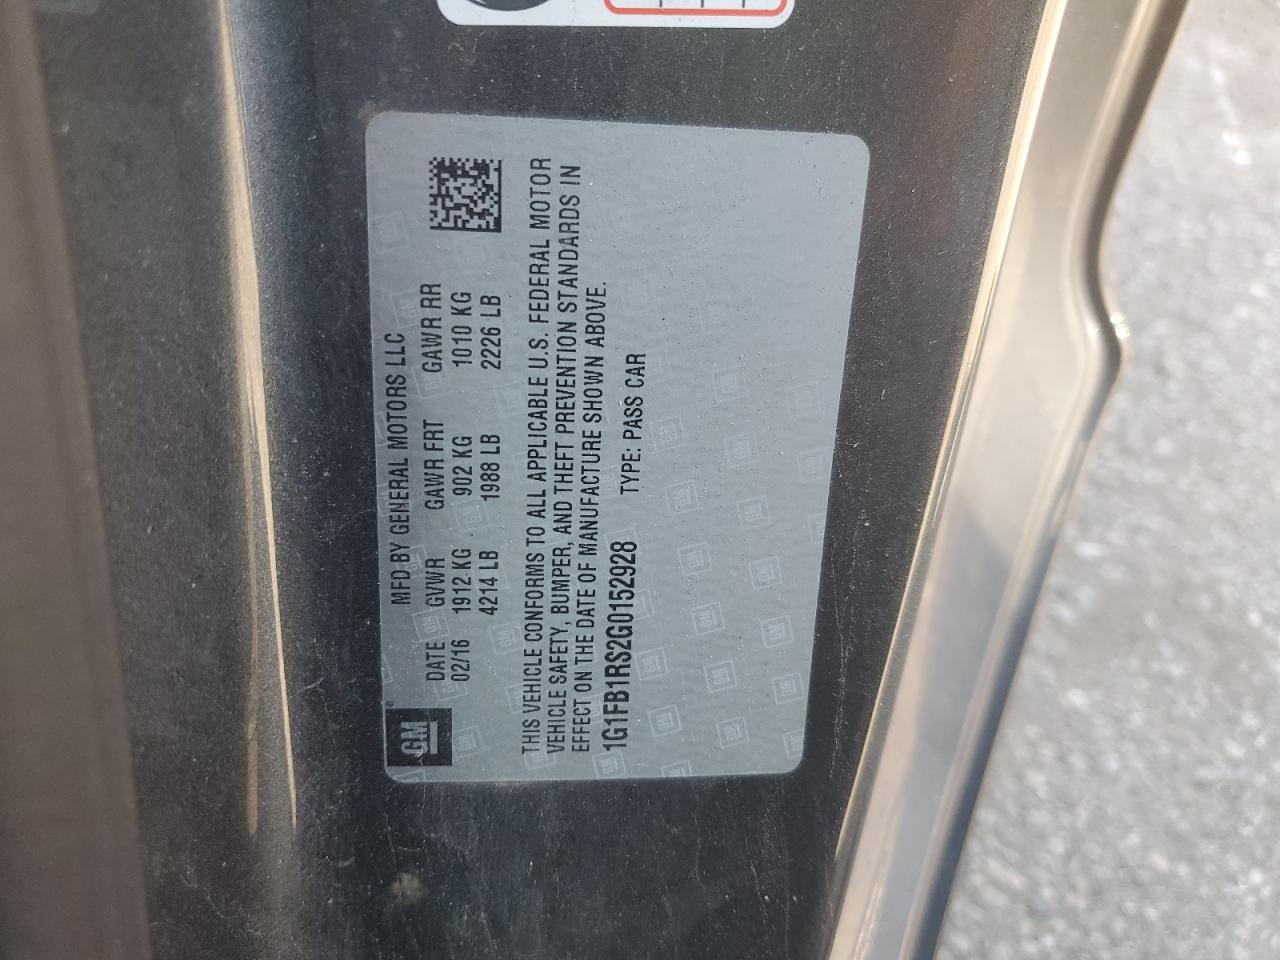 GM
MFD BY GENERAL MOTORS LLC
DATE GVWR GAWR FRT GAWR RR
02/16 1912 KG 902 KG 1010 KG
4214 LB 1988 LB 2226 LB
THIS VEHICLE CONFORMS TO ALL APPLICABLE U.S. FEDERAL MOTOR
VEHICLE SAFETY, BUMPER, AND THEFT PREVENTION STANDARDS IN
EFFECT ON THE DATE OF MANUFACTURE SHOWN ABOVE.
1G1FB1RS2G0152928 TYPE: PASS CAR